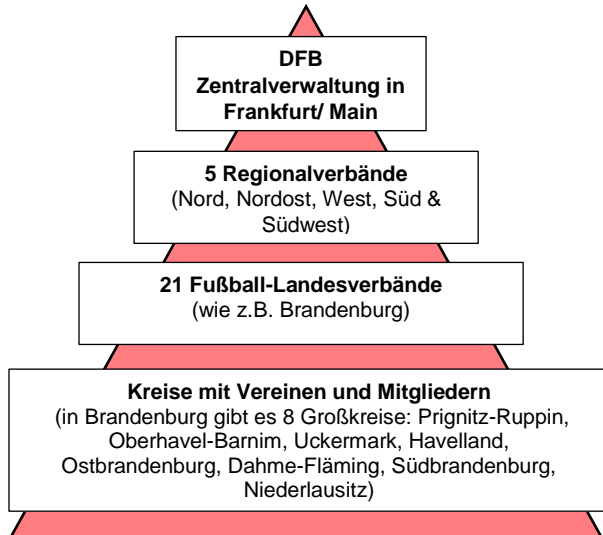 DFB
Zentralverwaltung in
Frankfurt/ Main
5 Regionalverbände
(Nord, Nordost, West, Süd &
Südwest)
21 Fußball-Landesverbände
(wie z.B. Brandenburg)
Kreise mit Vereinen und Mitgliedern
(in Brandenburg gibt es 8 Großkreise: Prignitz-Ruppin,
Oberhavel-Barnim, Uckermark, Havelland,
Ostbrandenburg, Dahme-Fläming, Südbrandenburg,
Niederlausitz)